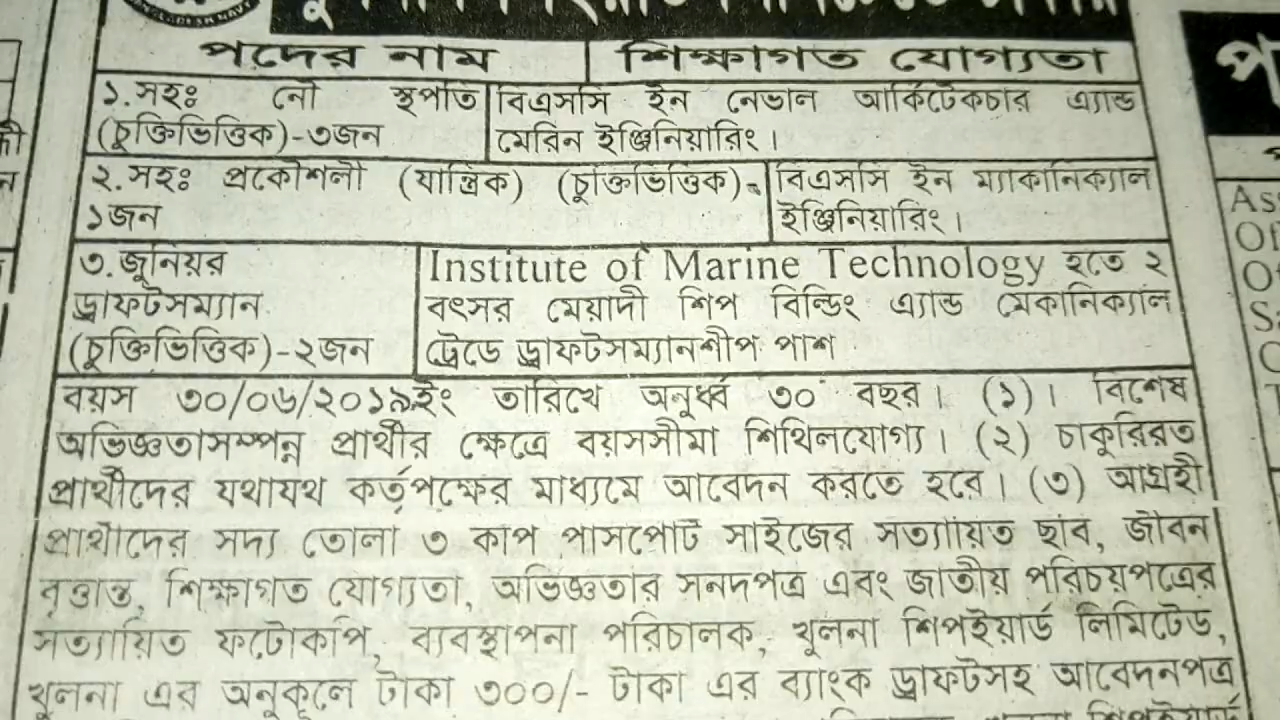 BANGLADESH NAVY
পদের নাম শিক্ষাগত যোগ্যতা
১.সহঃ নৌ স্থপতি (চুক্তিভিত্তিক)-৩জন
বিএসসি ইন নেভাল আর্কিটেকচার এ্যান্ড
মেরিন ইঞ্জিনিয়ারিং।
২.সহঃ প্রকৌশলী (যান্ত্রিক) (চুক্তিভিত্তিক)-
১জন
বিএসসি ইন ম্যাকানিক্যাল
ইঞ্জিনিয়ারিং।
৩.জুনিয়র
ড্রাফটসম্যান
(চুক্তিভিত্তিক)-২জন
Institute of Marine Technology হতে ২
বৎসর মেয়াদী শিপ বিল্ডিং এ্যান্ড মেকানিক্যাল
ট্রেডে ড্রাফটসম্যানশীপ পাশ
বয়স ৩০/০৬/২০১৯ইং তারিখে অনুর্ধ্ব ৩০ বছর। (১)। বিশেষ
অভিজ্ঞতাসম্পন্ন প্রার্থীর ক্ষেত্রে বয়সসীমা শিথিলযোগ্য। (২) চাকুরিরত
প্রার্থীদের যথাযথ কর্তৃপক্ষের মাধ্যমে আবেদন করতে হবে। (৩) আগ্রহী
প্রার্থীদের সদ্য তোলা ৩ কপি পাসপোর্ট সাইজের সত্যায়িত ছবি, জীবন
বৃত্তান্ত, শিক্ষাগত যোগ্যতা, অভিজ্ঞতার সনদপত্র এবং জাতীয় পরিচয়পত্রের
সত্যায়িত ফটোকপি, ব্যবস্থাপনা পরিচালক, খুলনা শিপইয়ার্ড লিমিটেড,
খুলনা এর অনুকূলে টাকা ৩০০/- টাকা এর ব্যাংক ড্রাফটসহ আবেদনপত্র